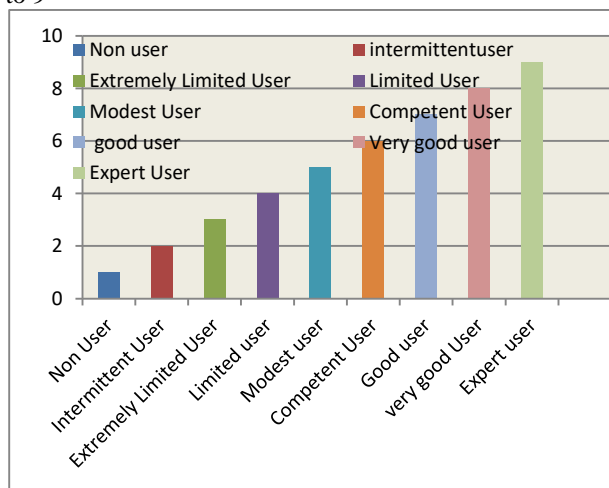 to 9
10
8
6
4
2
0
Non user
intermittentuser
Extremely Limited User
Limited User
Modest User
Competent User
good user
Very good user
Expert User
Non User
Intermittent User
Extremely Limited User
Limited user
Modest user
Competent User
Good user
very good User
Expert user